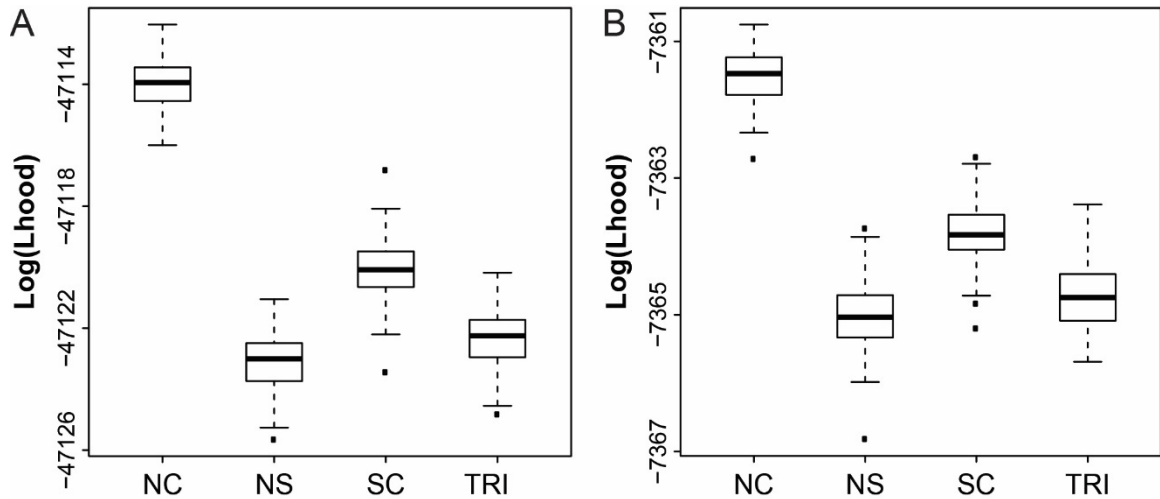 A
Log(Lhood)
−47114
−47118
−47122
−47126
NC NS SC TRI
B
Log(Lhood)
−7361
−7363
−7365
−7367
NC NS SC TRI